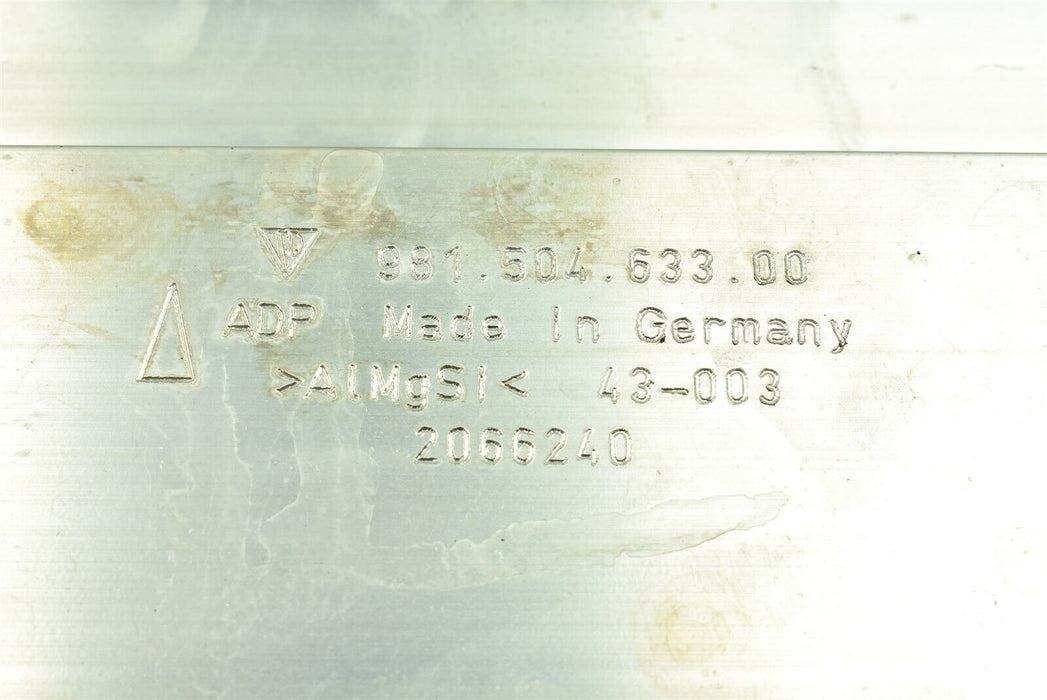 981.504.633.00
ADP Made In Germany
>AlMgSi< 43-003
2066240